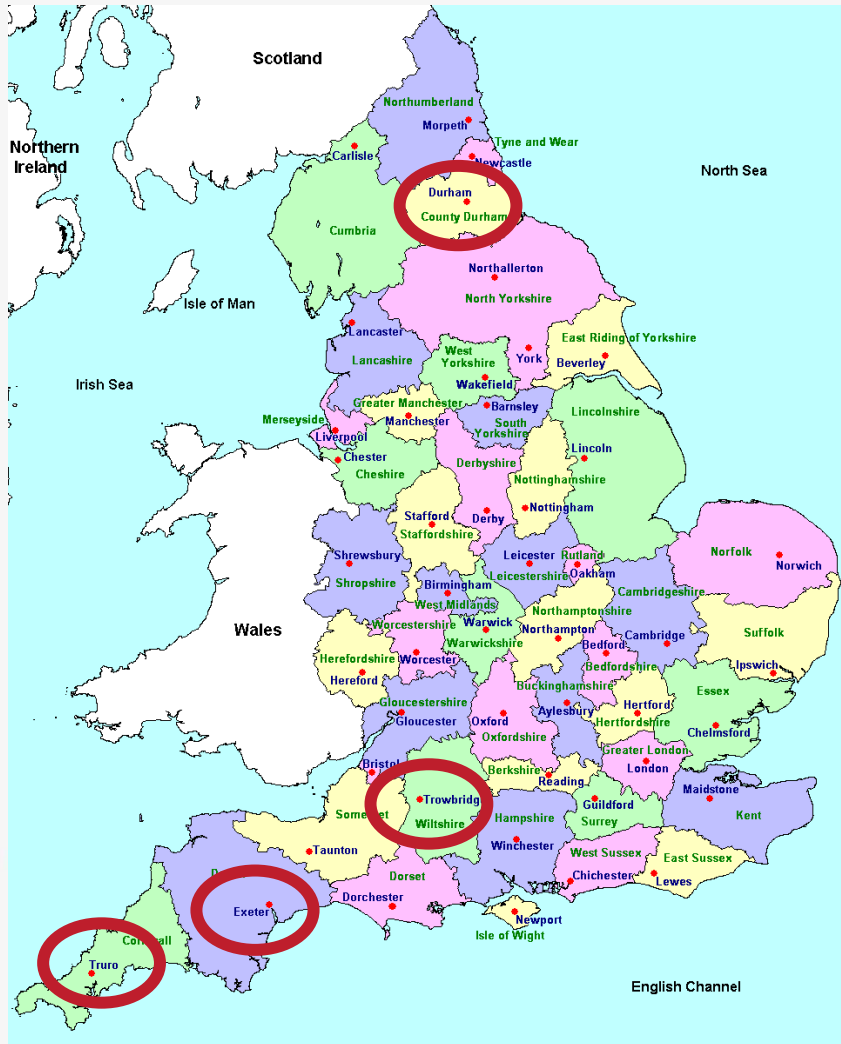 Scotland
Northumberland
Morpeth
Northern
Ireland
Carlisle
Tyne and Wear
Newcastle
North Sea
Durham
County Durham
Cumbria
Northallerton
North Yorkshire
Isle of Man
Lancaster
Lancashire
West
Yorkshire
York
East Riding of Yorkshire
Beverley
Irish Sea
Wakefield
Greater Manchester
Manchester
Barnsley
South
Yorkshire
Lincolnshire
Merseyside
Liverpool
Chester
Cheshire
Derbyshire
Lincoln
Nottinghamshire
Nottingham
Stafford
Staffordshire
Derby
Shrewsbury
Shropshire
Leicester
Leicestershire
Rutland
Oakham
Norfolk
Norwich
Birmingham
West Midlands
Cambridgeshire
Northamptonshire
Worcestershire
Warwick
Warwickshire
Northampton
Cambridge
Suffolk
Wales
Herefordshire
Hereford
Worcester
Bedford
Bedfordshire
Ipswich
Gloucestershire
Gloucester
Oxford
Oxfordshire
Buckinghamshire
Aylesbury
Hertford
Hertfordshire
Essex
Chelmsford
Bristol
Berkshire
Reading
Greater London
London
Trowbridg
Wiltshire
Hampshire
Winchester
Guildford
Surrey
Maidstone
Kent
Taunton
Dorset
Dorchester
West Sussex
Chichester
East Sussex
Lewes
Exeter
Newport
Isle of Wight
Truro
English Channel